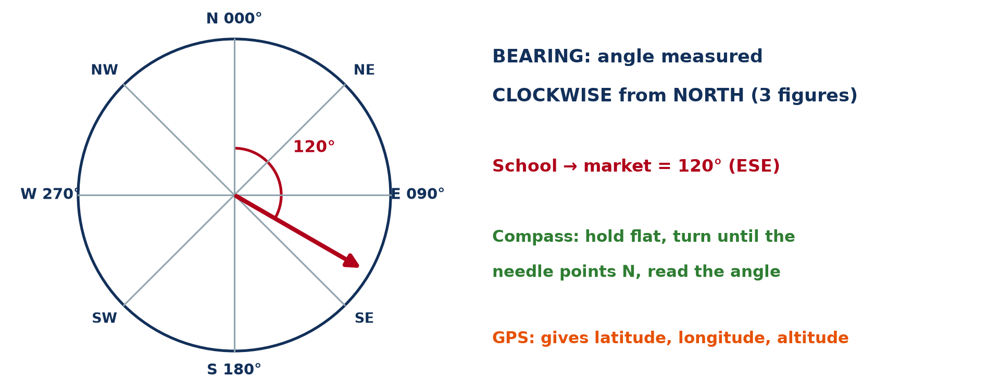 N 000°
NW
NE
120°
W 270°
E 090°
SW
SE
S 180°
BEARING: angle measured
CLOCKWISE from NORTH (3 figures)
School → market = 120° (ESE)
Compass: hold flat, turn until the
needle points N, read the angle
GPS: gives latitude, longitude, altitude